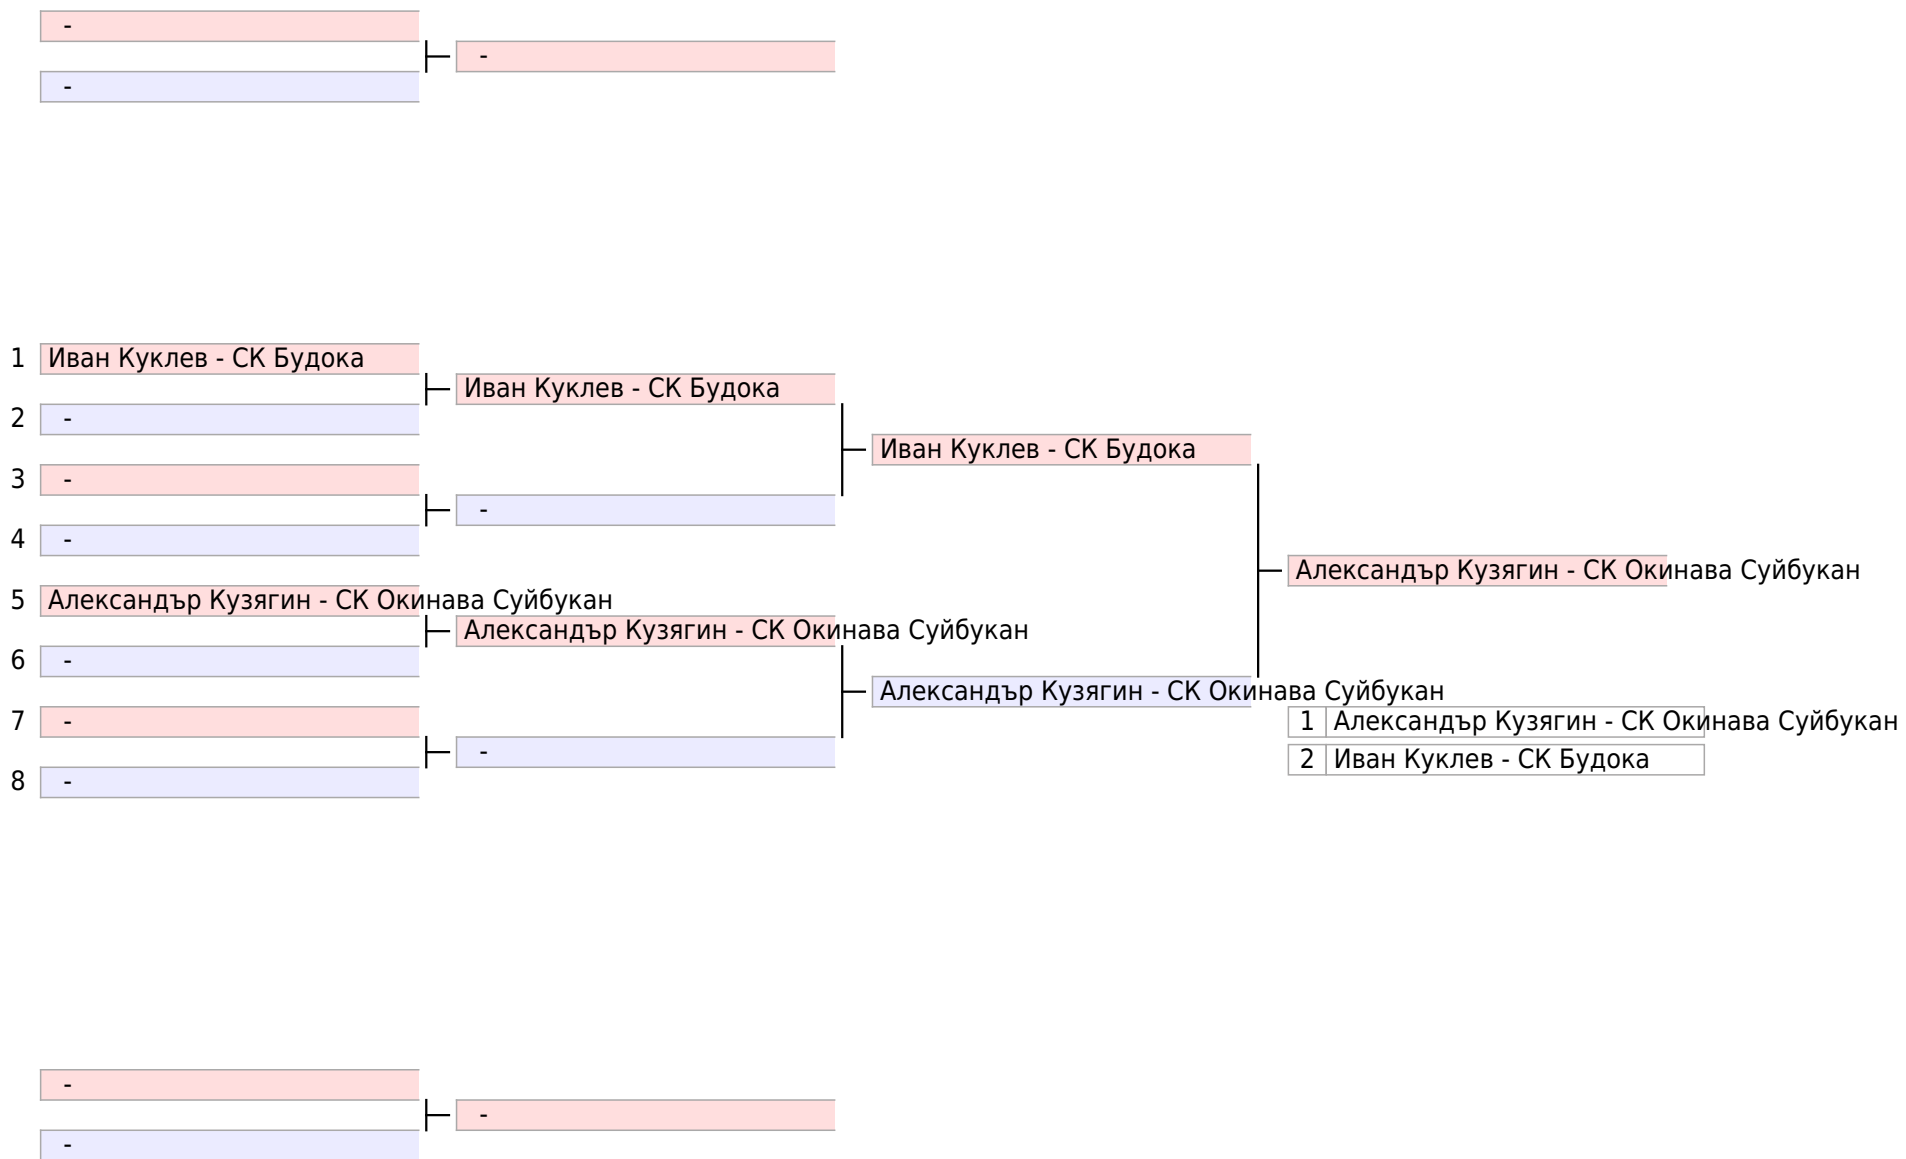 -
-
-
1 Иван Куклев - СК Будока
Иван Куклев - СК Будока
2 -
Иван Куклев - СК Будока
3 -
-
4 -
Александър Кузягин - СК Окинава Суйбукан
5 Александър Кузягин - СК Окинава Суйбукан
Александър Кузягин - СК Окинава Суйбукан
6 -
Александър Кузягин - СК Окинава Суйбукан
7 -
1 Александър Кузягин - СК Окинава Суйбукан
-
2 Иван Куклев - СК Будока
8 -
-
-
-